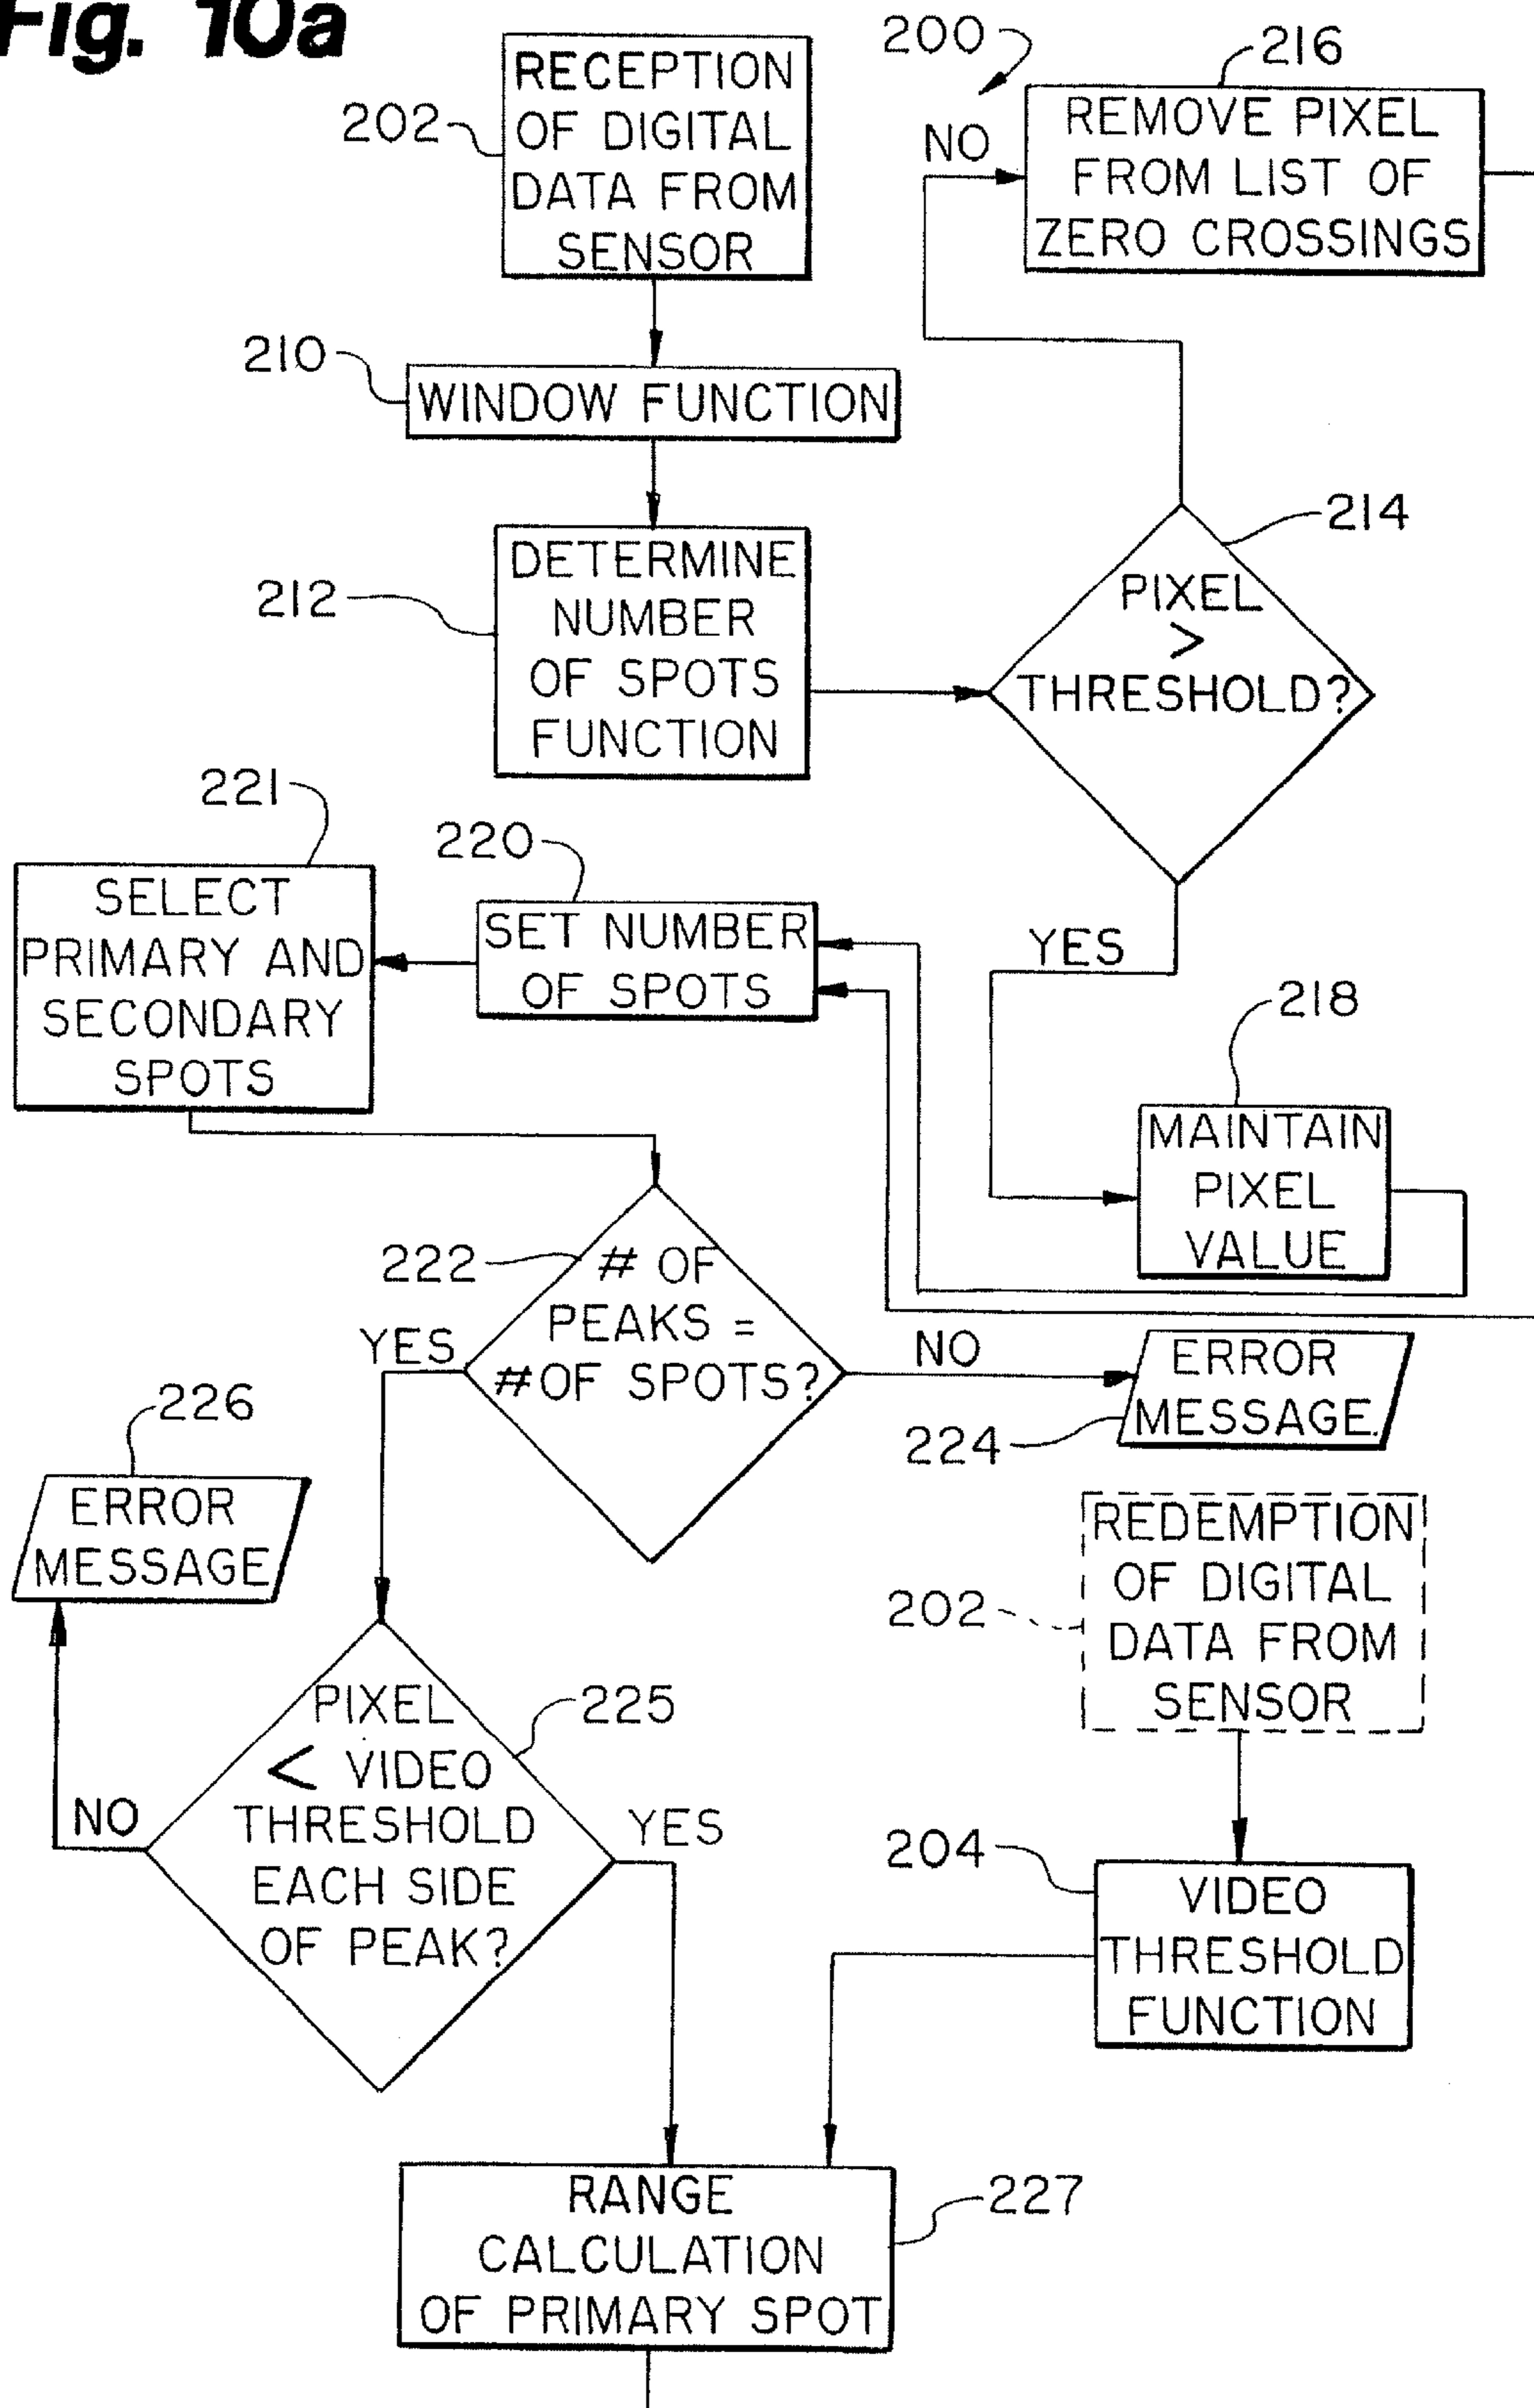 Fig. 10a
200
202
RECEPTION
OF DIGITAL
DATA FROM
SENSOR
216
NO
REMOVE PIXEL
FROM LIST OF
ZERO CROSSINGS
210
WINDOW FUNCTION
212
DETERMINE
NUMBER
OF SPOTS
FUNCTION
214
PIXEL
>
THRESHOLD?
YES
221
SELECT
PRIMARY AND
SECONDARY
SPOTS
220
SET NUMBER
OF SPOTS
218
MAINTAIN
PIXEL
VALUE
222
# OF
PEAKS =
#OF SPOTS?
YES
NO
ERROR
MESSAGE.
224
226
ERROR
MESSAGE
202
REDEMPTION
OF DIGITAL
DATA FROM
SENSOR
225
PIXEL
< VIDEO
THRESHOLD
EACH SIDE
OF PEAK?
NO
YES
204
VIDEO
THRESHOLD
FUNCTION
227
RANGE
CALCULATION
OF PRIMARY SPOT